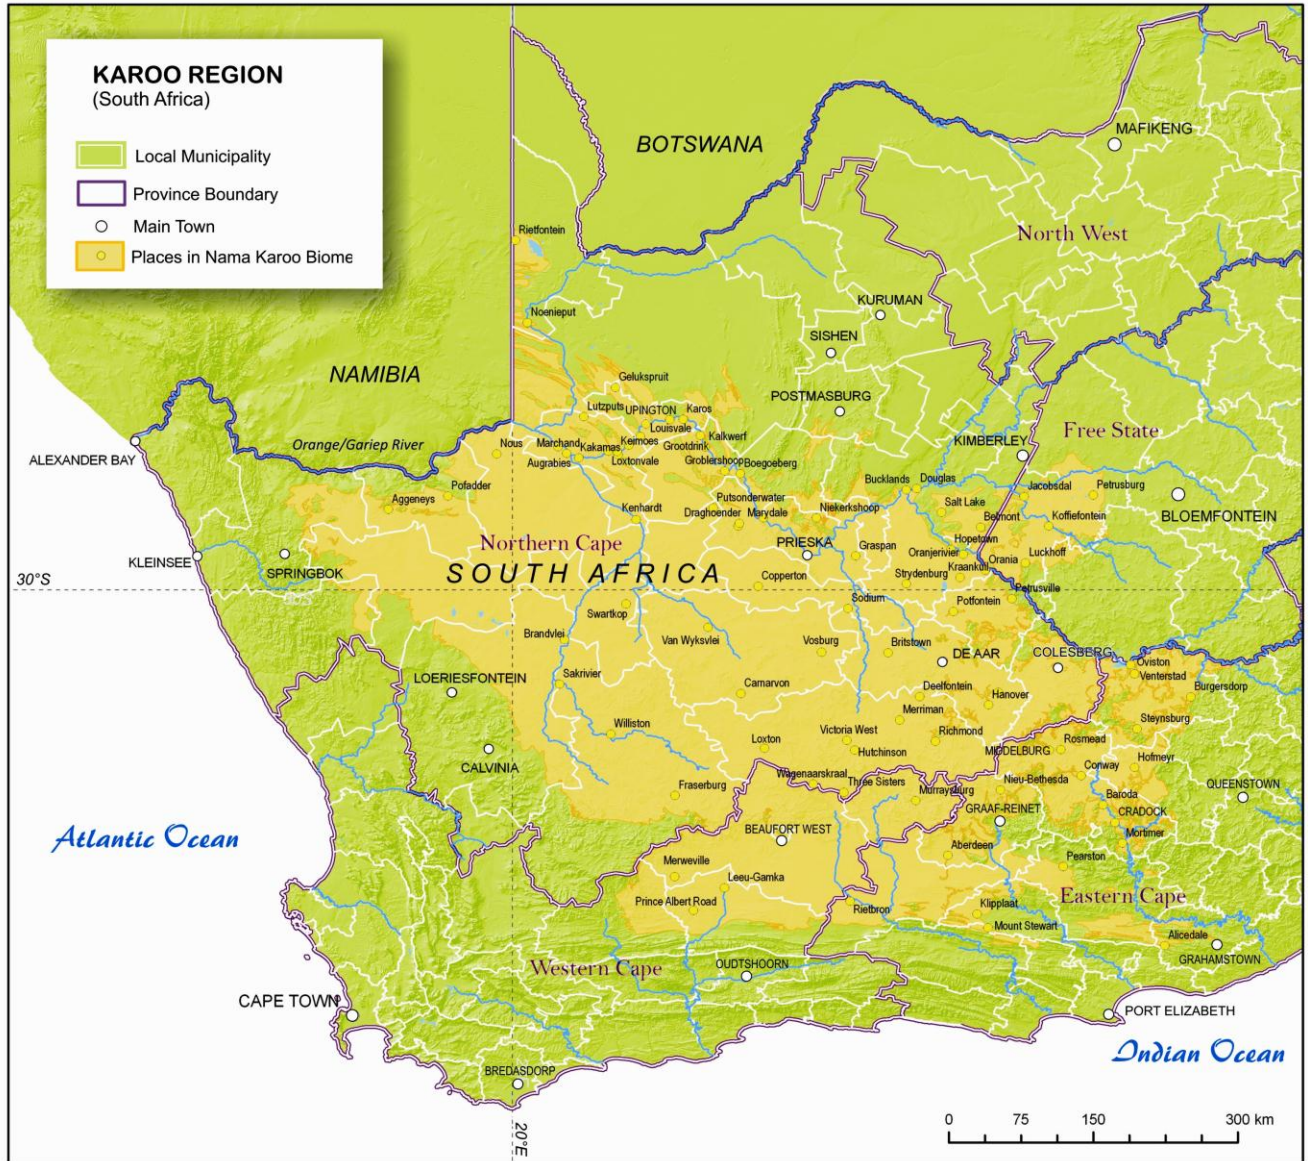 KAROO REGION
(South Africa)
Local Municipality
Province Boundary
Main Town
Places in Nama Karoo Biome
BOTSWANA
MAFIKENG
North West
Rietfontein
KURUMAN
Noenieput
SISHEN
NAMIBIA
Gelukspruit
POSTMASBURG
Lutzputs
UPINGTON
Karos
Louisvale
Free State
Orange/Gariep River
Nous
Marchand
Kakamas
Keimoes
Grootdrink
Kalkwerf
KIMBERLEY
ALEXANDER BAY
Augrabies
Loxtonvale
Groblershoop
Boegoeberg
Pofadder
Bucklands
Douglas
Jacobsdal
Petrusburg
Aggeneys
Putsonderwater
Salt Lake
Kenhardt
Draghoender
Marydale
Niekerkshoop
Belmont
Koffiefontein
BLOEMFONTEIN
Northern Cape
PRIESKA
Graspan
Hopetown
Oranjerivier
Orania
Luckhoff
KLEINSEE
SPRINGBOK
SOUTH AFRICA
Copperton
Strydenburg
Kraankuil
30°S
Petrusville
Swartkop
Sodium
Potfontein
Brandvlei
Van Wyksvlei
Vosburg
Britstown
DE AAR
COLESBERG
Oviston
Venterstad
LOERIESFONTEIN
Sakrivier
Carnarvon
Deelfontein
Hanover
Burgersdorp
Merriman
Williston
Victoria West
Richmond
Steynsburg
Loxton
Hutchinson
MIDDELBURG
Rosmead
CALVINIA
Hofmeyr
Wagenaarskraal
Three Sisters
Nieu-Bethesda
Conway
QUEENSTOWN
Fraserburg
Murraysburg
Baroda
GRAAF-REINET
CRADOCK
Atlantic Ocean
BEAUFORT WEST
Mortimer
Merweville
Aberdeen
Pearston
Leeu-Gamka
Eastern Cape
Prince Albert Road
Rietbron
Klipplaat
Mount Stewart
Alicedale
GRAHAMSTOWN
Western Cape
OUDTSHOORN
CAPE TOWN
PORT ELIZABETH
Indian Ocean
BREDASDORP
0 75 150 300 km
20°E